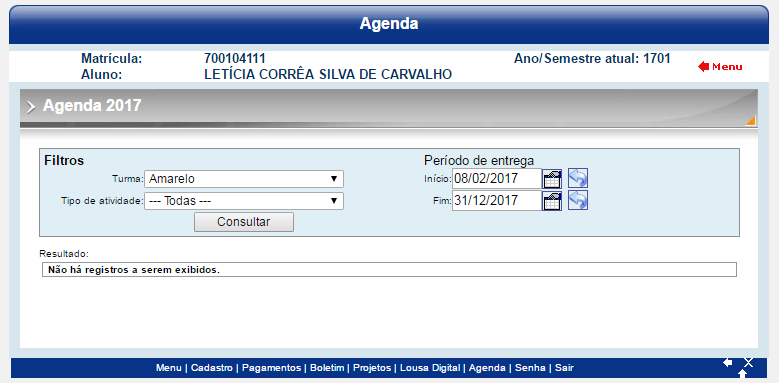 Agenda
Matrícula: 700104111 Ano/Semestre atual: 1701
Aluno: LETÍCIA CORRÊA SILVA DE CARVALHO
Menu
Agenda 2017
Filtros Período de entrega
Turma: Amarelo Início: 08/02/2017
Tipo de atividade: --- Todas --- Fim: 31/12/2017
Consultar
Resultado:
Não há registros a serem exibidos.
Menu | Cadastro | Pagamentos | Boletim | Projetos | Lousa Digital | Agenda | Senha | Sair